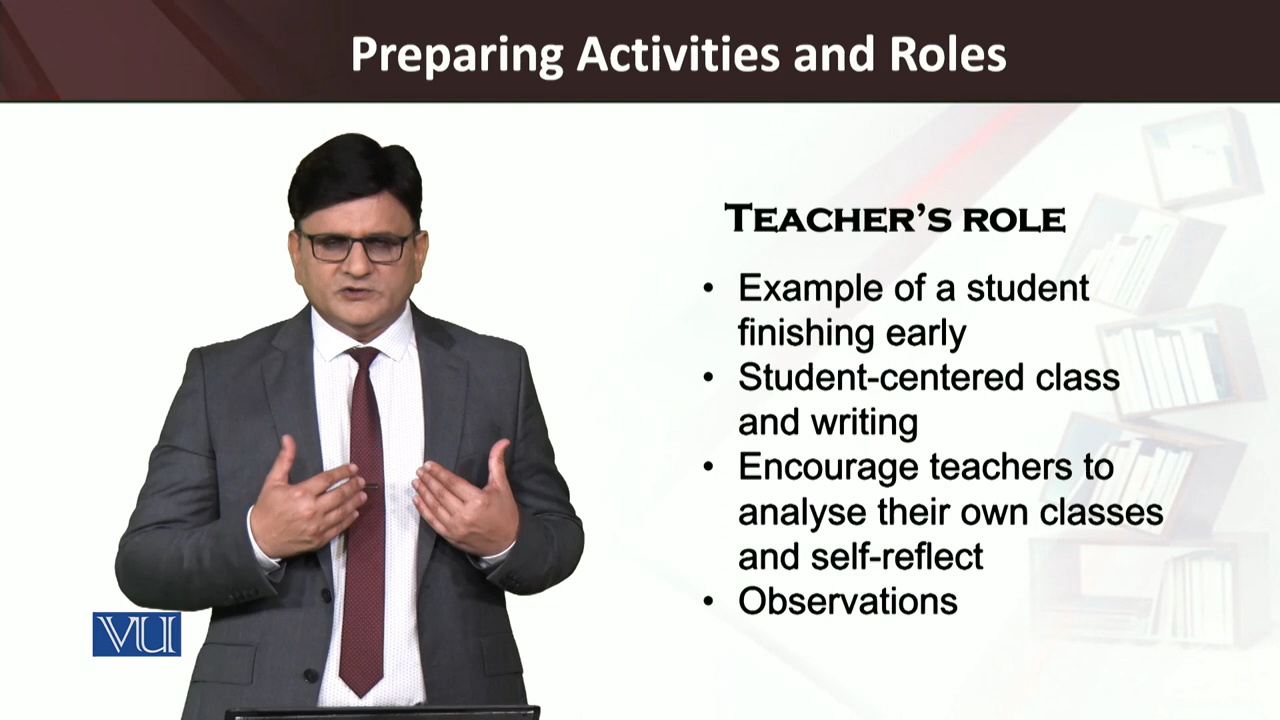 Preparing Activities and Roles
TEACHER'S ROLE
• Example of a student
finishing early
• Student-centered class
and writing
• Encourage teachers to
analyse their own classes
and self-reflect
• Observations
VU